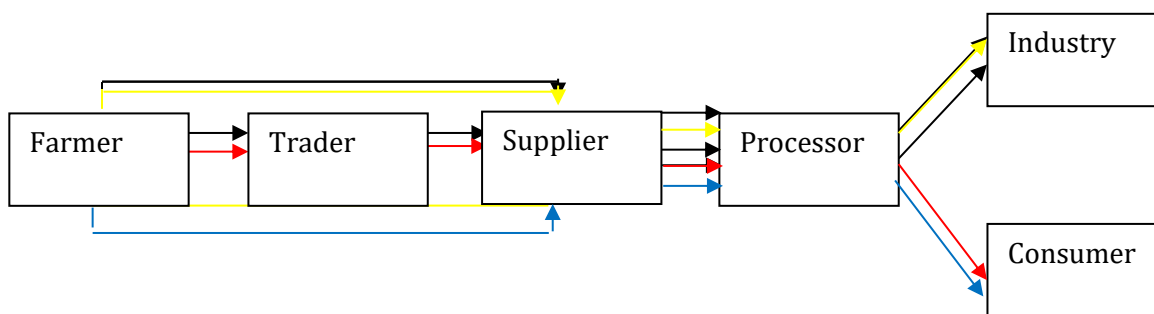 Industry
Farmer
Trader
Supplier
Processor
Consumer